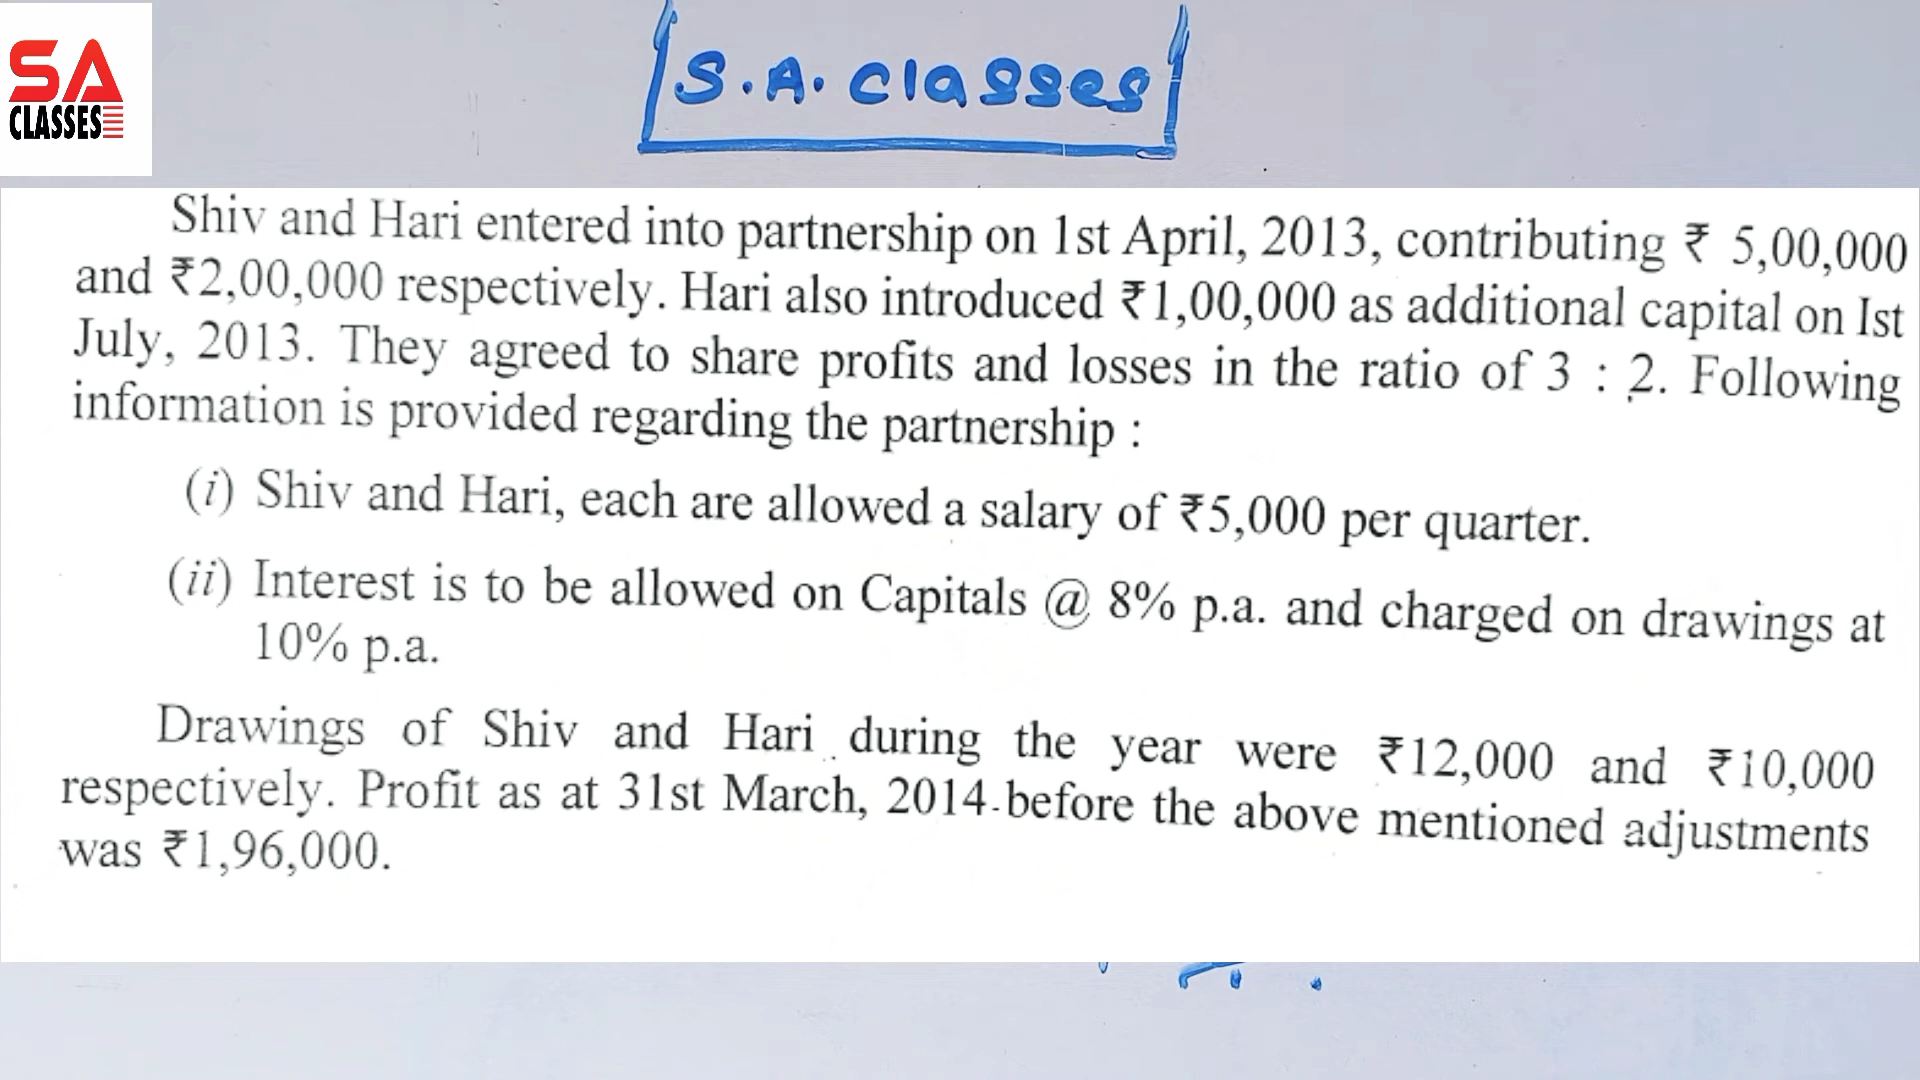 SA
CLASSES
S.A. Classes
Shiv and Hari entered into partnership on 1st April, 2013, contributing ₹ 5,00,000
and ₹2,00,000 respectively. Hari also introduced ₹1,00,000 as additional capital on Ist
July, 2013. They agreed to share profits and losses in the ratio of 3 : 2. Following
information is provided regarding the partnership :
(i) Shiv and Hari, each are allowed a salary of ₹5,000 per quarter.
(ii) Interest is to be allowed on Capitals @ 8% p.a. and charged on drawings at
10% p.a.
Drawings of Shiv and Hari during the year were ₹12,000 and ₹10,000
respectively. Profit as at 31st March, 2014 before the above mentioned adjustments
was ₹1,96,000.